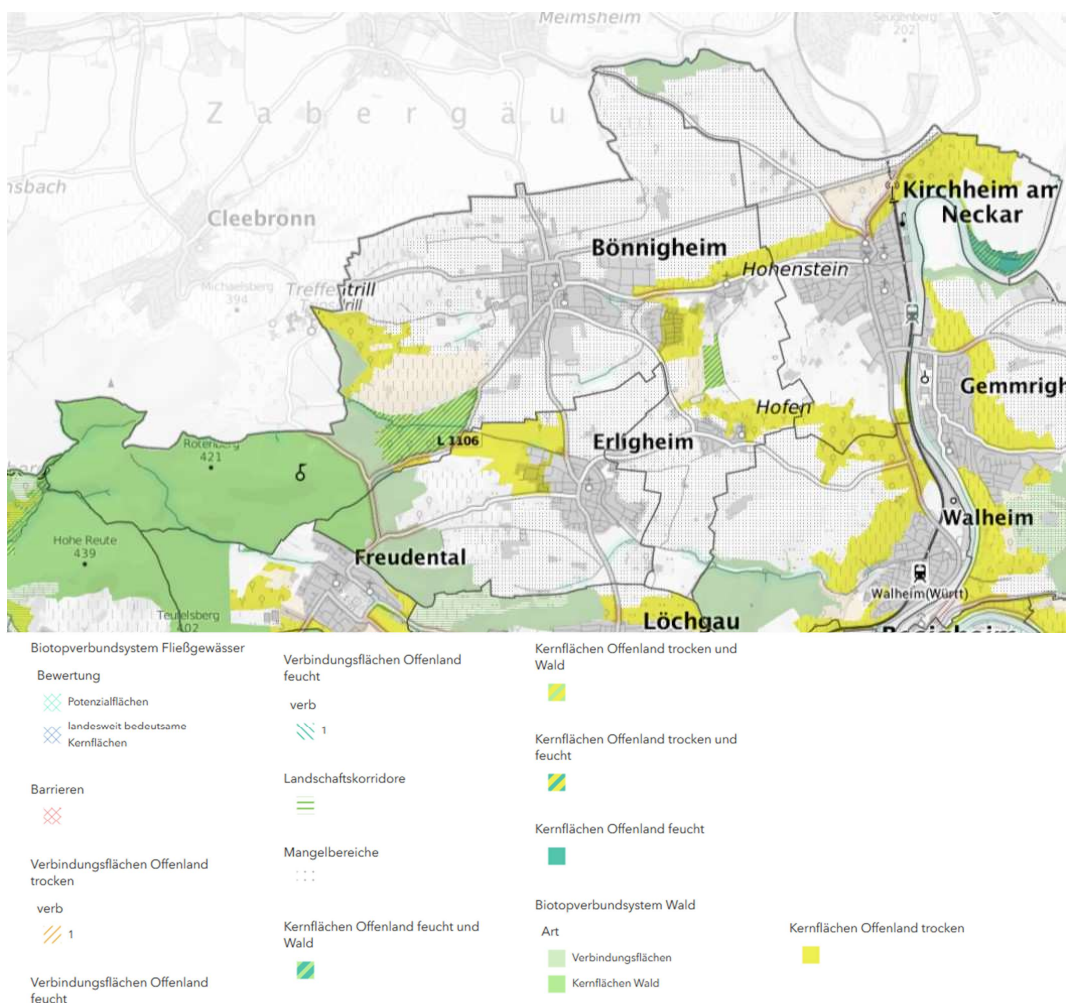 Meimsheim
Seugenberg
202
Zabergäu
nsbach
Cleebronn
Kirchheim am
Neckar
Bönnigheim
Hohenstein
Michaelsberg
394
Treffentrill
Gemmrigh
Hofen
L 1106
Erligheim
Rotenberg
421
Walheim
Hohe Reute
439
Freudental
Walheim(Württ)
Teufelsberg
402
Löchgau
Biotopverbundsystem Fließgewässer
Bewertung
Potenzialflächen
landesweit bedeutsame
Kernflächen
Barrieren
Verbindungsflächen Offenland
trocken
verb
1
Verbindungsflächen Offenland
feucht
Verbindungsflächen Offenland
feucht
verb
1
Landschaftskorridore
Mangelbereiche
Kernflächen Offenland feucht und
Wald
Kernflächen Offenland trocken und
Wald
Kernflächen Offenland trocken und
feucht
Kernflächen Offenland feucht
Biotopverbundsystem Wald
Art
Verbindungsflächen
Kernflächen Wald
Kernflächen Offenland trocken